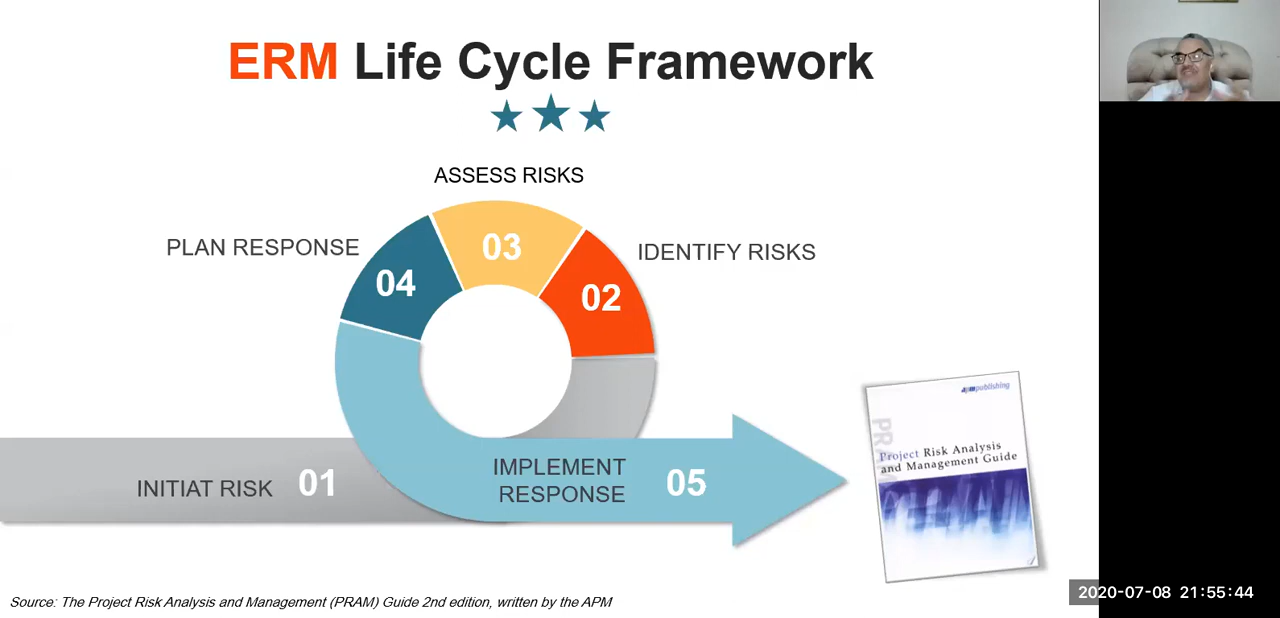 ERM Life Cycle Framework
ASSESS RISKS
PLAN RESPONSE
03
IDENTIFY RISKS
04
02
apmpublishing
PRAM
Project Risk Analysis
and Management Guide
IMPLEMENT
RESPONSE
INITIAT RISK 01
05
2020-07-08 21:55:44
Source: The Project Risk Analysis and Management (PRAM) Guide 2nd edition, written by the APM